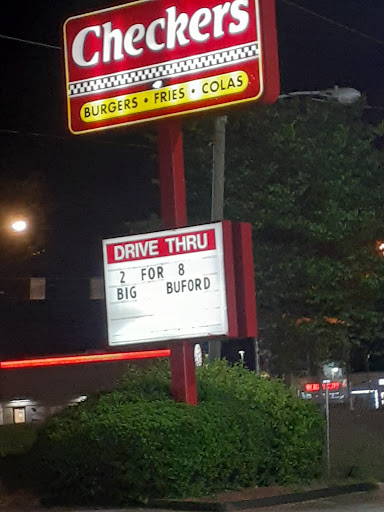 Checkers
BURGERS • FRIES • COLAS
DRIVE THRU
2 FOR 8
BIG BUFORD